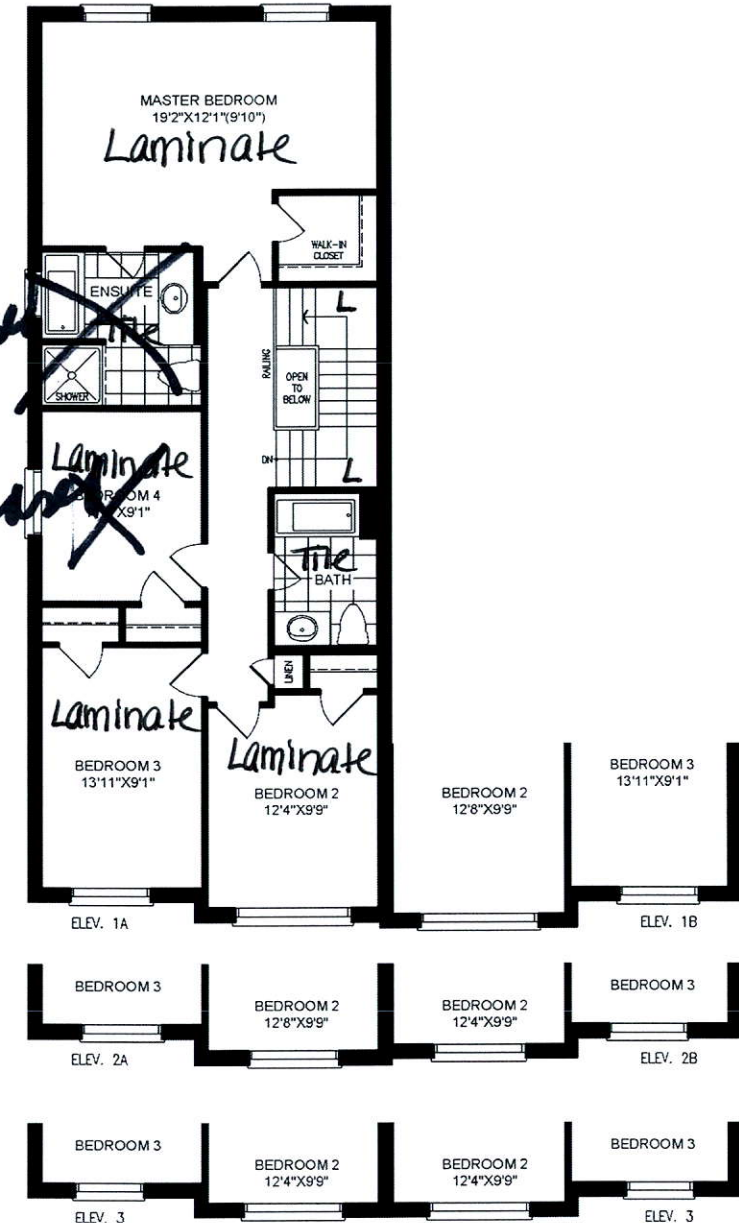 MASTER BEDROOM
19'2"X12'1"(9'10")
Laminate
WALK-IN
CLOSET
ENSUITE
Tile
SHOWER
L
RAILING
OPEN
TO
BELOW
DN
L
Laminate
BEDROOM 4
X9'1"
Tile
BATH
LINEN
Laminate
BEDROOM 3
13'11"X9'1"
Laminate
BEDROOM 2
12'4"X9'9"
BEDROOM 2
12'8"X9'9"
BEDROOM 3
13'11"X9'1"
ELEV. 1A
ELEV. 1B
BEDROOM 3
BEDROOM 2
12'8"X9'9"
BEDROOM 2
12'4"X9'9"
BEDROOM 3
ELEV. 2A
ELEV. 2B
BEDROOM 3
BEDROOM 2
12'4"X9'9"
BEDROOM 2
12'4"X9'9"
BEDROOM 3
ELEV. 3
ELEV. 3